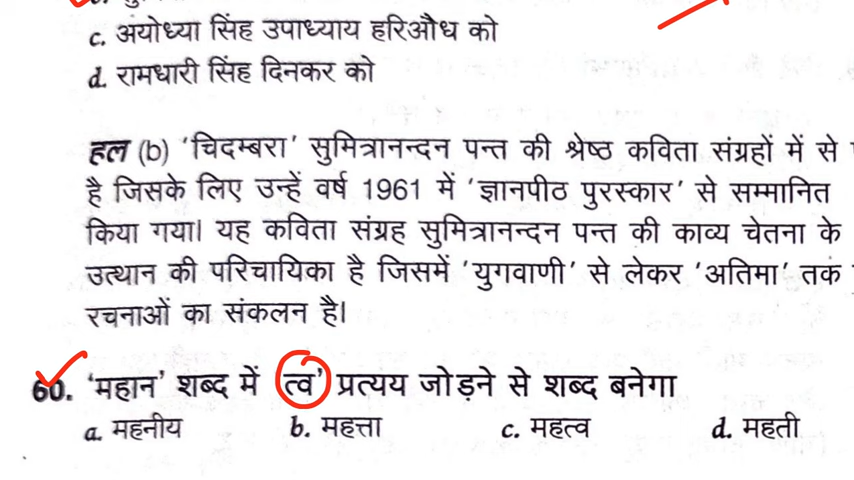 c. अयोध्या सिंह उपाध्याय हरिऔध को
d. रामधारी सिंह दिनकर को
हल (b) 'चिदम्बरा' सुमित्रानन्दन पन्त की श्रेष्ठ कविता संग्रहों में से
है जिसके लिए उन्हें वर्ष 1961 में 'ज्ञानपीठ पुरस्कार' से सम्मानित
किया गया। यह कविता संग्रह सुमित्रानन्दन पन्त की काव्य चेतना के
उत्थान की परिचायिका है जिसमें 'युगवाणी' से लेकर 'अतिमा' तक
रचनाओं का संकलन है।
60. 'महान' शब्द में त्व' प्रत्यय जोड़ने से शब्द बनेगा
a. महनीय b. महत्ता c. महत्व d. महती